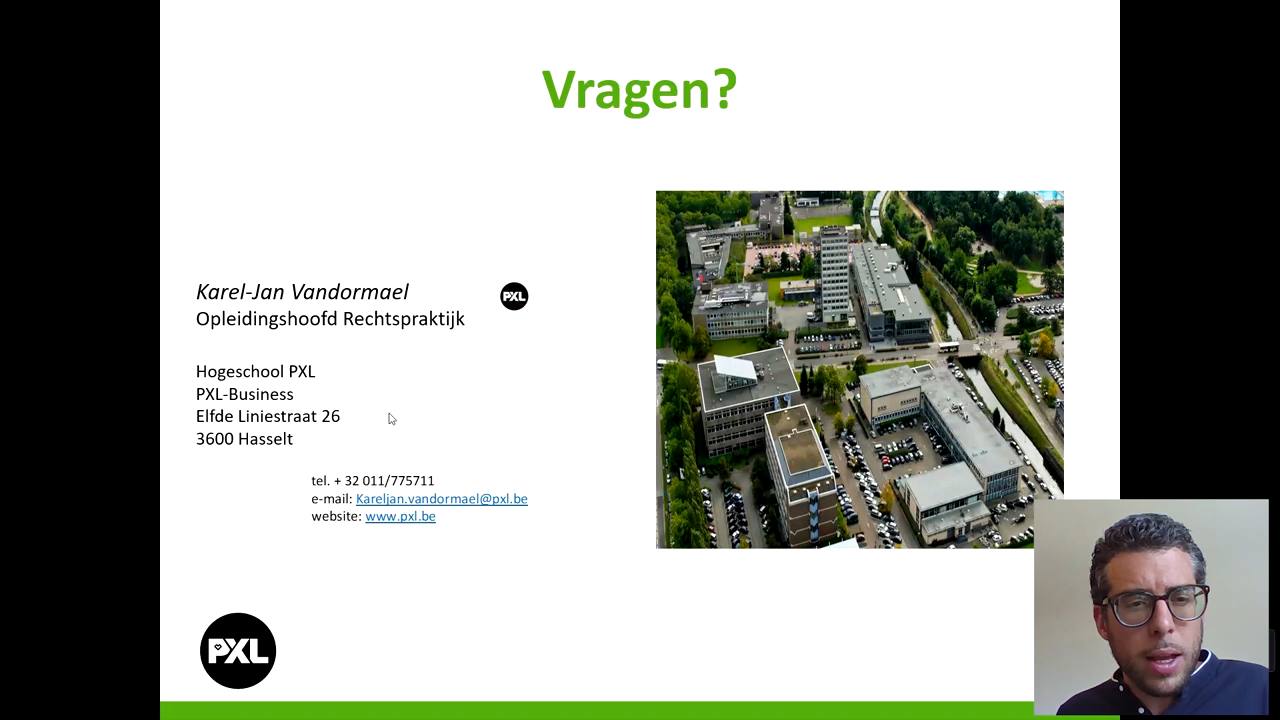 Vragen?
Karel-Jan Vandormael
PXL
Opleidingshoofd Rechtspraktijk
Hogeschool PXL
PXL-Business
Elfde Liniestraat 26
3600 Hasselt
tel. + 32 011/775711
e-mail: Kareljan.vandormael@pxl.be
website: www.pxl.be
PXL